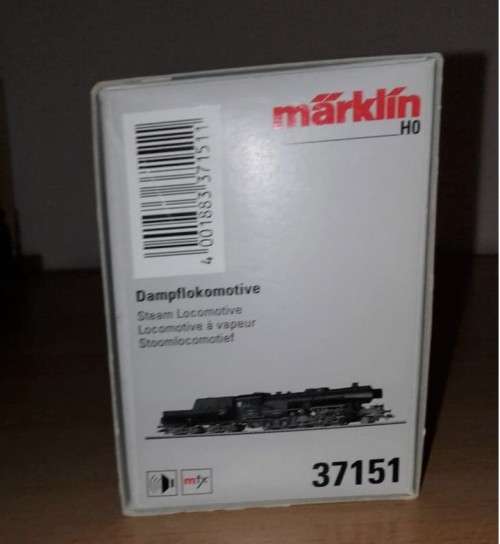 märklin
H0
4 001883 371511
Dampflokomotive
Steam Locomotive
Locomotive à vapeur
Stoomlocomotief
mfx
37151